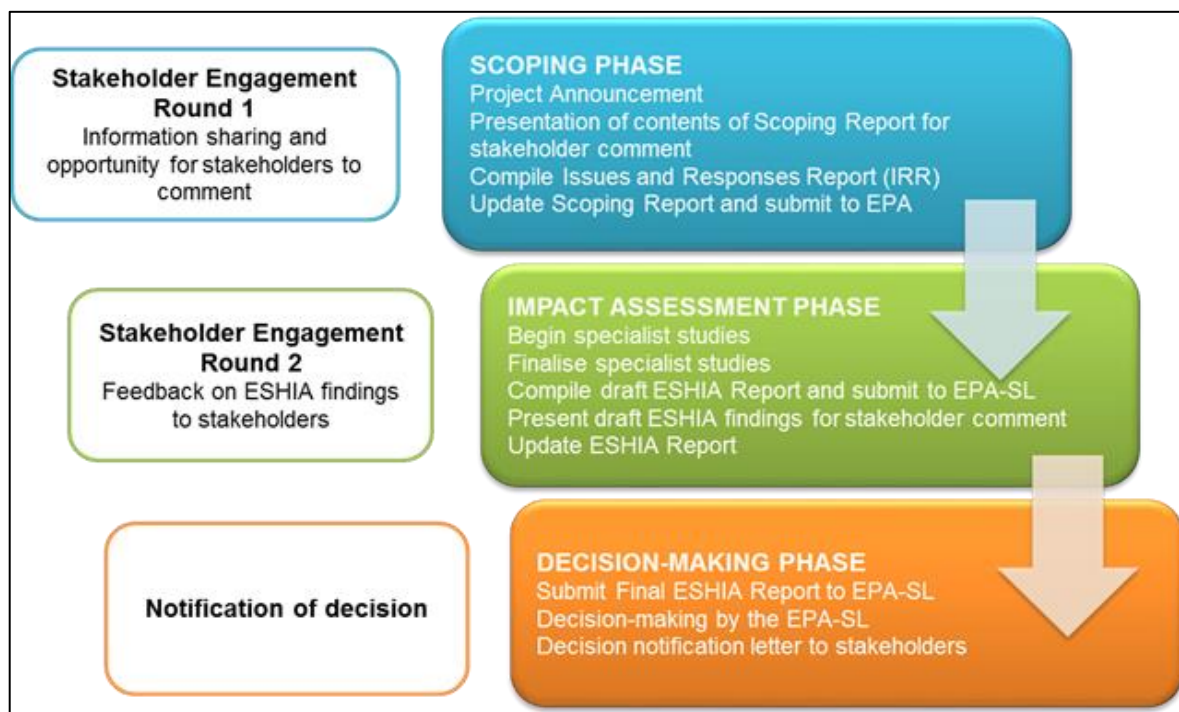 Stakeholder Engagement
Round 1
Information sharing and
opportunity for stakeholders to
comment
SCOPING PHASE
Project Announcement
Presentation of contents of Scoping Report for
stakeholder comment
Compile Issues and Responses Report (IRR)
Update Scoping Report and submit to EPA
Stakeholder Engagement
Round 2
Feedback on ESHIA findings
to stakeholders
IMPACT ASSESSMENT PHASE
Begin specialist studies
Finalise specialist studies
Compile draft ESHIA Report and submit to EPA-SL
Present draft ESHIA findings for stakeholder comment
Update ESHIA Report
Notification of decision
DECISION-MAKING PHASE
Submit Final ESHIA Report to EPA-SL
Decision-making by the EPA-SL
Decision notification letter to stakeholders